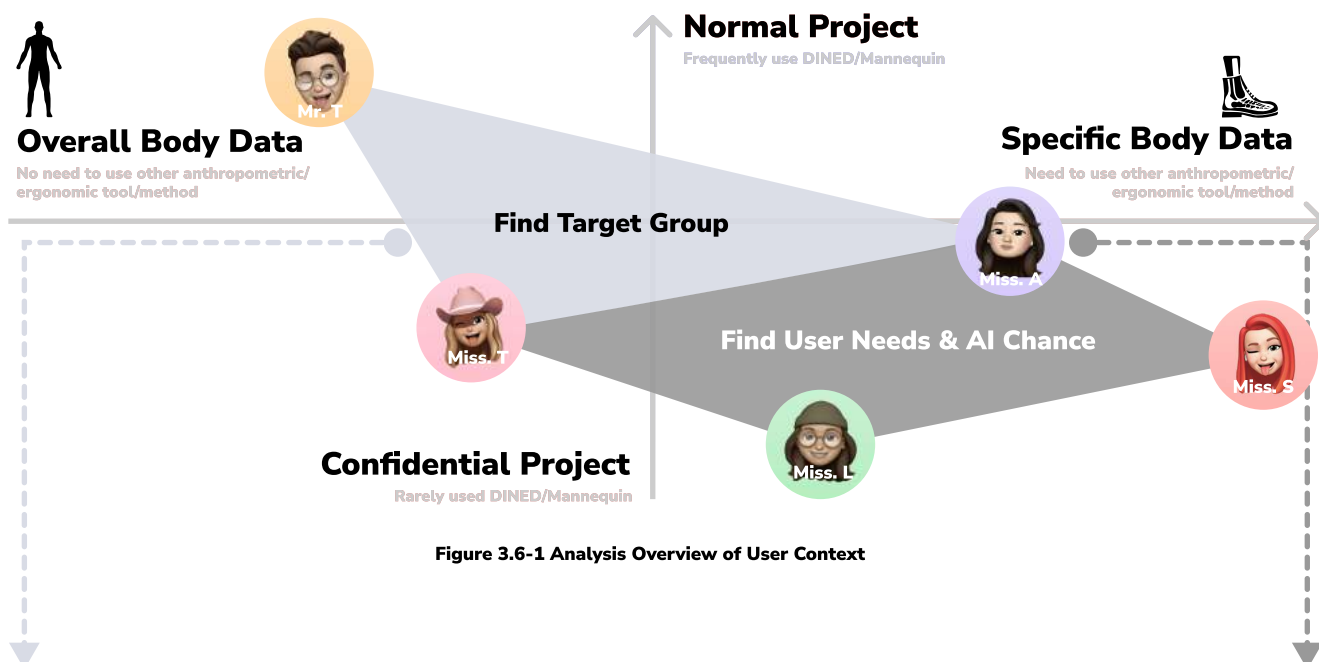 Normal Project
Frequently use DINED/Mannequin
Mr. T
Overall Body Data
No need to use other anthropometric/
ergonomic tool/method
Specific Body Data
Need to use other anthropometric/
ergonomic tool/method
Find Target Group
Miss. A
Miss. T
Find User Needs & AI Chance
Miss. S
Miss. L
Confidential Project
Rarely used DINED/Mannequin
Figure 3.6-1 Analysis Overview of User Context